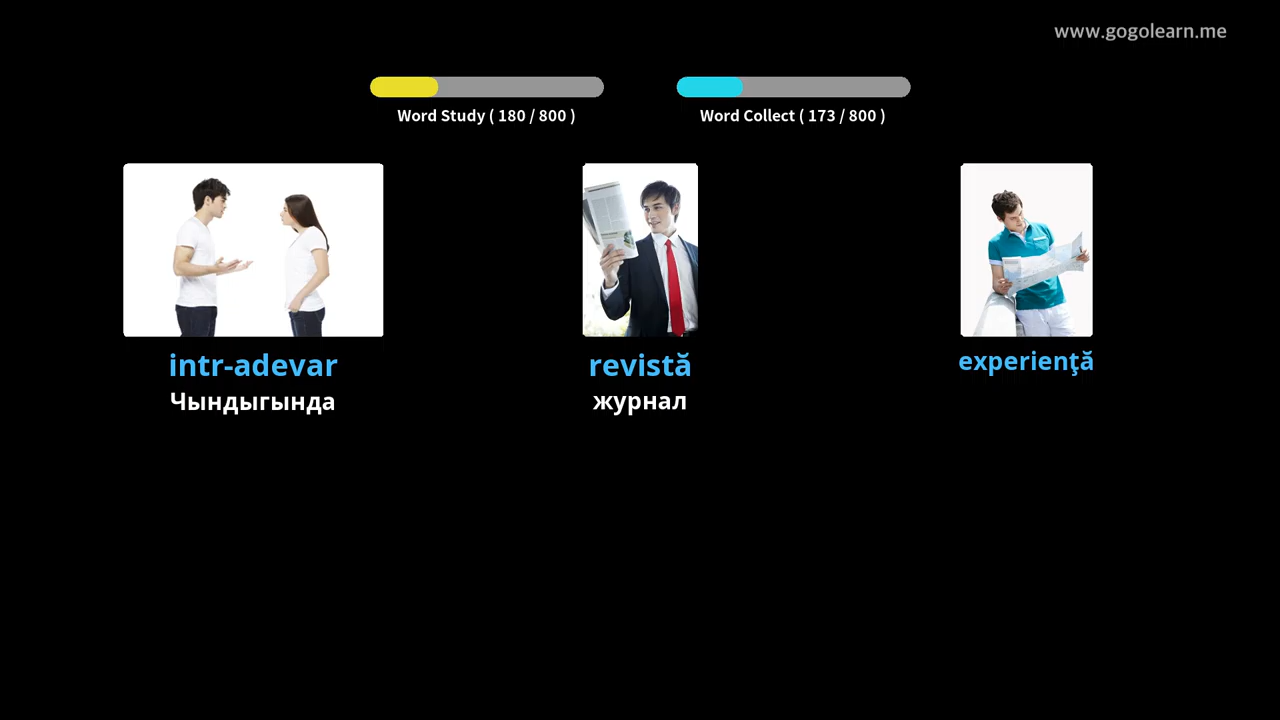 www.gogolearn.me
Word Study ( 180 / 800 )
Word Collect ( 173 / 800 )
intr-adevar
Чындыгында
revistă
журнал
experienţă